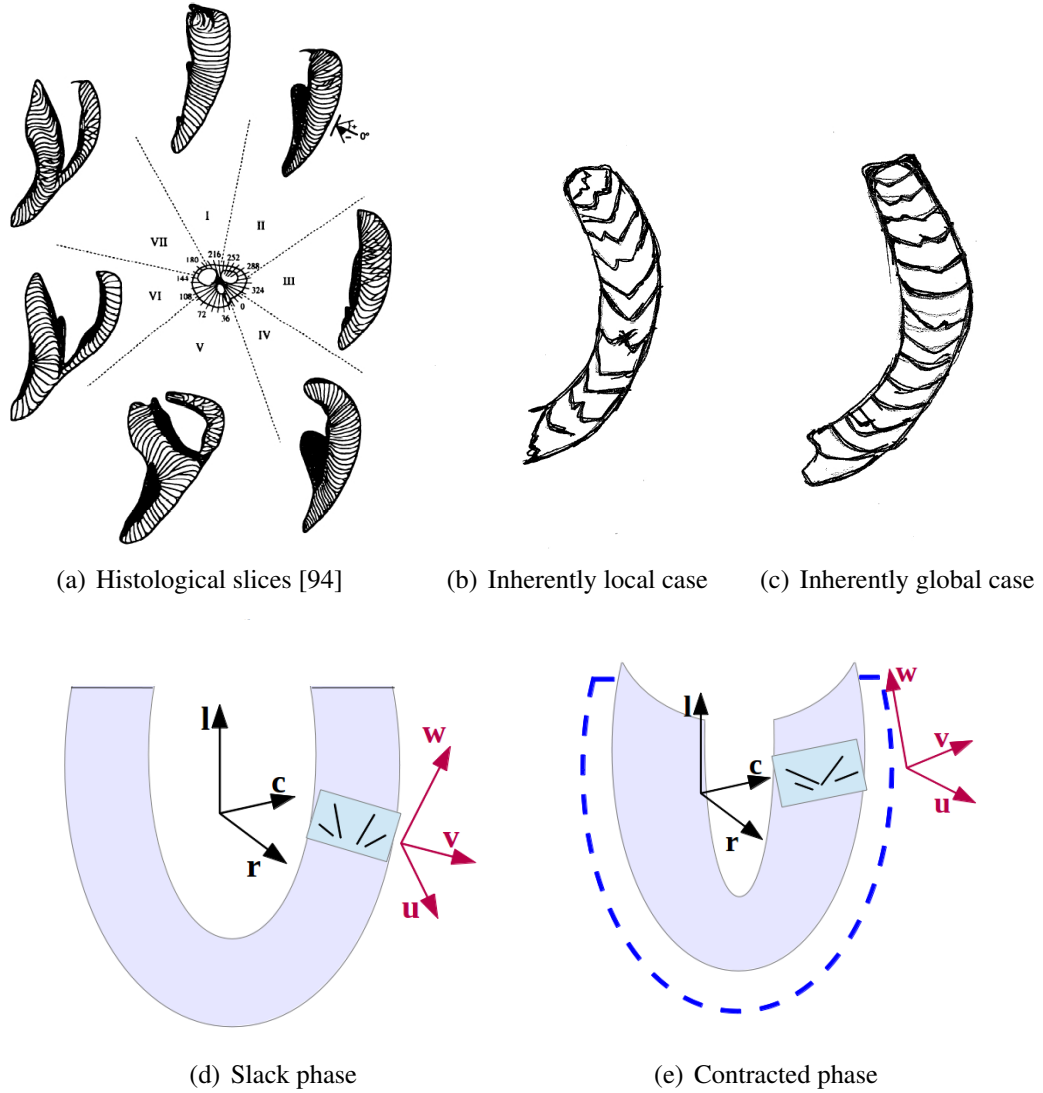 0°
I
II
VII
216
180
252
288
144
III
VI
324
108
0
72
36
IV
V
(a) Histological slices [94]
(b) Inherently local case
(c) Inherently global case
l
w
c
v
r
u
(d) Slack phase
w
l
v
c
u
r
(e) Contracted phase